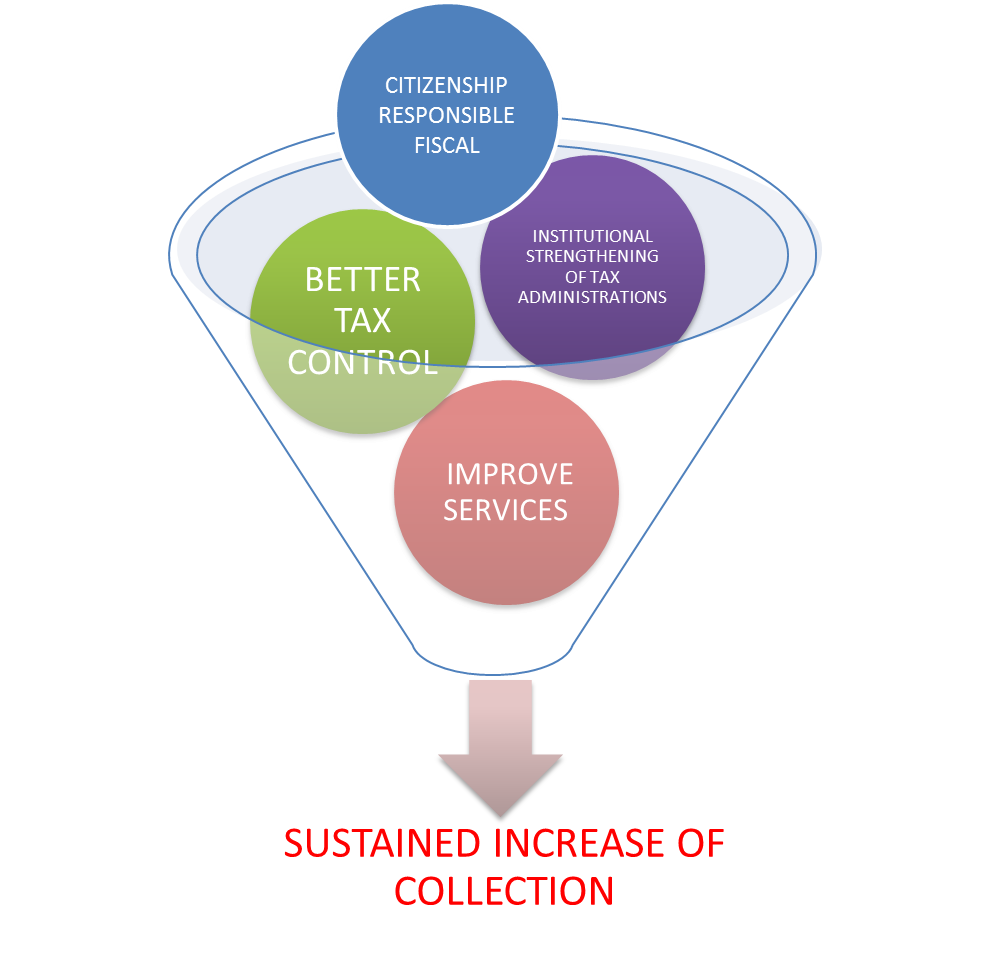 CITIZENSHIP
RESPONSIBLE
FISCAL
INSTITUTIONAL
STRENGTHENING
OF TAX
ADMINISTRATIONS
BETTER
TAX
CONTROL
IMPROVE
SERVICES
SUSTAINED INCREASE OF
COLLECTION